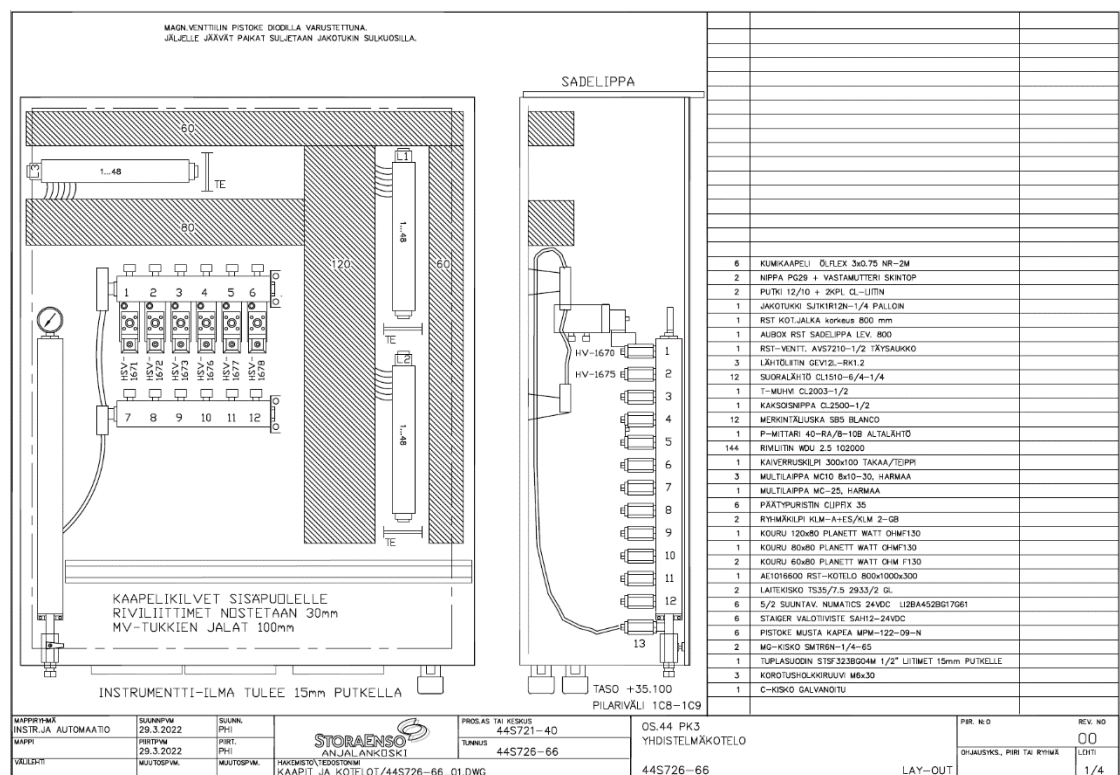 MAGN.VENTTIILIN PISTOKE DIODILLA VARUSTETTUNA.
JÄLJELLE JÄÄVÄT PAIKAT SULJETAAN JAKOTUKIN SULKUOSILLA.
SADELIPPA
60
L3
1...48
TE
L1
1...48
80
120
60
1 2 3 4 5 6
HSV-1671
HSV-1672
HSV-1673
HSV-1676
HSV-1677
HSV-1678
7 8 9 10 11 12
TE
L2
1...48
TE
HV-1670
HV-1675
1
2
3
4
5
6
7
8
9
10
11
12
13
KAAPELIKILVET SISÄPUOLELLE
RIVILIITTIMET NOSTETAAN 30mm
MV-TUKKIEN JALAT 100mm
INSTRUMENTTI-ILMA TULEE 15mm PUTKELLA
TASO +35.100
PILARIVÄLI 1C8-1C9
6 KUMIKAAPELI ÖLFLEX 3x0.75 NR-2M
2 NIPPA PG29 + VASTAMUTTERI SKINTOP
2 PUTKI 12/10 + 2KPL CL-LIITIN
1 JAKOTUKKI SJTK1R12N-1/4 PALLOIN
1 RST KOT.JALKA korkeus 800 mm
1 AUBOX RST SADELIPPA LEV. 800
1 RST-VENTT. AVS7210-1/2 TÄYSAUKKO
3 LÄHTÖLIITIN GEV12L-RK1.2
12 SUORALÄHTÖ CL1510-6/4-1/4
1 T-MUHVI CL2003-1/2
1 KAKSOISNIPPA CL2500-1/2
12 MERKINTÄLIUSKA SB5 BLANCO
1 P-MITTARI 40-RA/8-10B ALTALÄHTÖ
144 RIVILIITIN WDU 2.5 102000
1 KAIVERRUSKILPI 300x100 TAKAA/TEIPPI
3 MULTILAIPPA MC10 8x10-30, HARMAA
1 MULTILAIPPA MC-25, HARMAA
6 PÄÄTYPURISTIN CLIPFIX 35
2 RYHMÄKILPI KLM-A+ES/KLM 2-GB
1 KOURU 120x80 PLANETT WATT OHMF130
1 KOURU 80x80 PLANETT WATT OHMF130
2 KOURU 60x80 PLANETT WATT OHM F130
1 AE1016600 RST-KOTELO 800x1000x300
2 LAITEKISKO TS35/7.5 2933/2 GL
6 5/2 SUUNTAV. NUMATICS 24VDC LI2BA452BG17G61
6 STAIGER VALOTIIVISTE SAH12-24VDC
6 PISTOKE MUSTA KAPEA MPM-122-09-N
2 MG-KISKO SMTR6N-1/4-65
1 TUPLASUODIN STSF323BG04M 1/2" LIITIMET 15mm PUTKELLE
3 KOROTUSHOLKKIRUUVI M6x30
1 C-KISKO GALVANOITU
MAPPIRYHMÄ
INSTR.JA AUTOMAATIO
SUUNNPVM
29.3.2022
SUUNN.
PHI
MAPPI
PIIRTPVM
29.3.2022
PIIRT.
PHI
VÄLILEHTI
MUUTOSPVM.
MUUTOSPVM.
STORAENSO
ANJALANKOSKI
HAKEMISTO\TIEDOSTONIMI
KAAPIT JA KOTELOT/44S726-66_01.DWG
PROS.AS TAI KESKUS
44S721-40
TUNNUS
44S726-66
OS.44 PK3
YHDISTELMÄKOTELO
44S726-66
LAY-OUT
PIIR. N:O
REV. NO
00
OHJAUSYKS., PIIRI TAI RYHMÄ
LEHTI
1/4